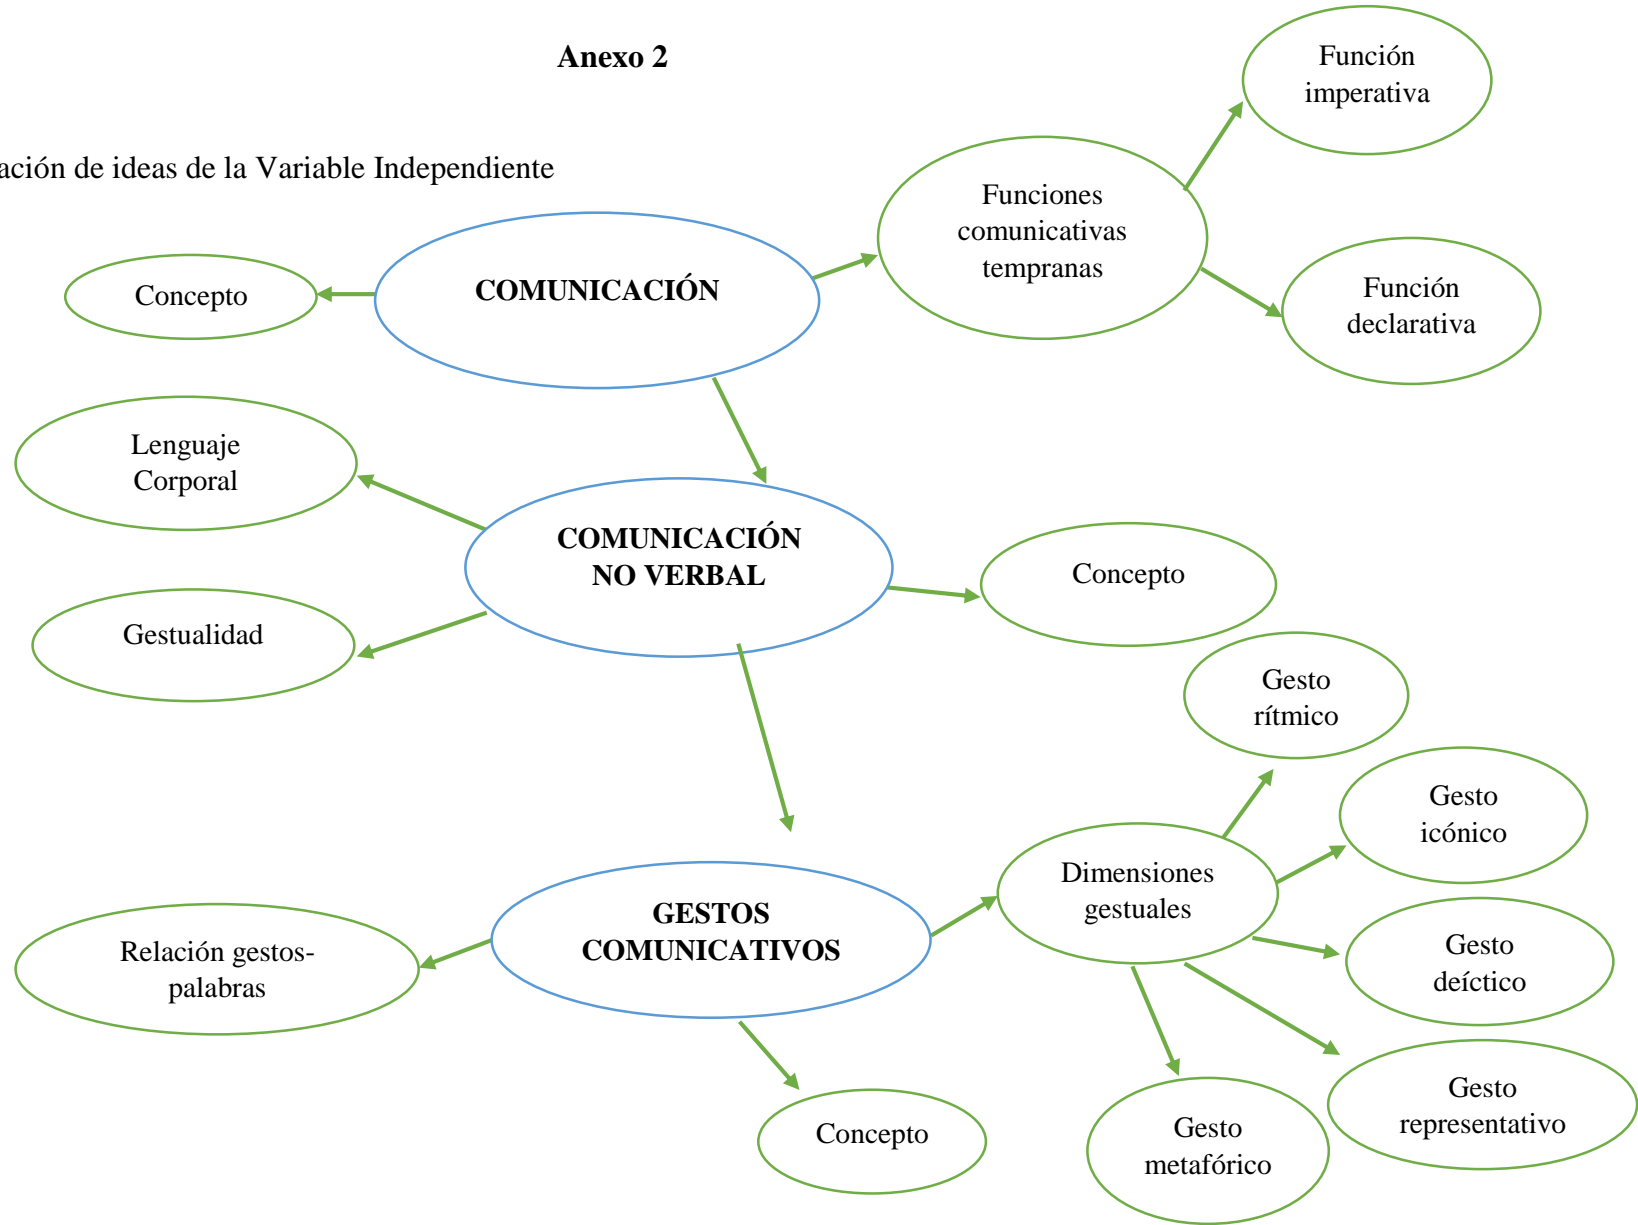 Anexo 2
ación de ideas de la Variable Independiente
Función
imperativa
Funciones
comunicativas
tempranas
Función
declarativa
COMUNICACIÓN
Concepto
Lenguaje
Corporal
COMUNICACIÓN
NO VERBAL
Concepto
Gestualidad
Gesto
rítmico
Gesto
icónico
Dimensiones
gestuales
GESTOS
COMUNICATIVOS
Relación gestos-
palabras
Gesto
deíctico
Gesto
representativo
Gesto
metafórico
Concepto